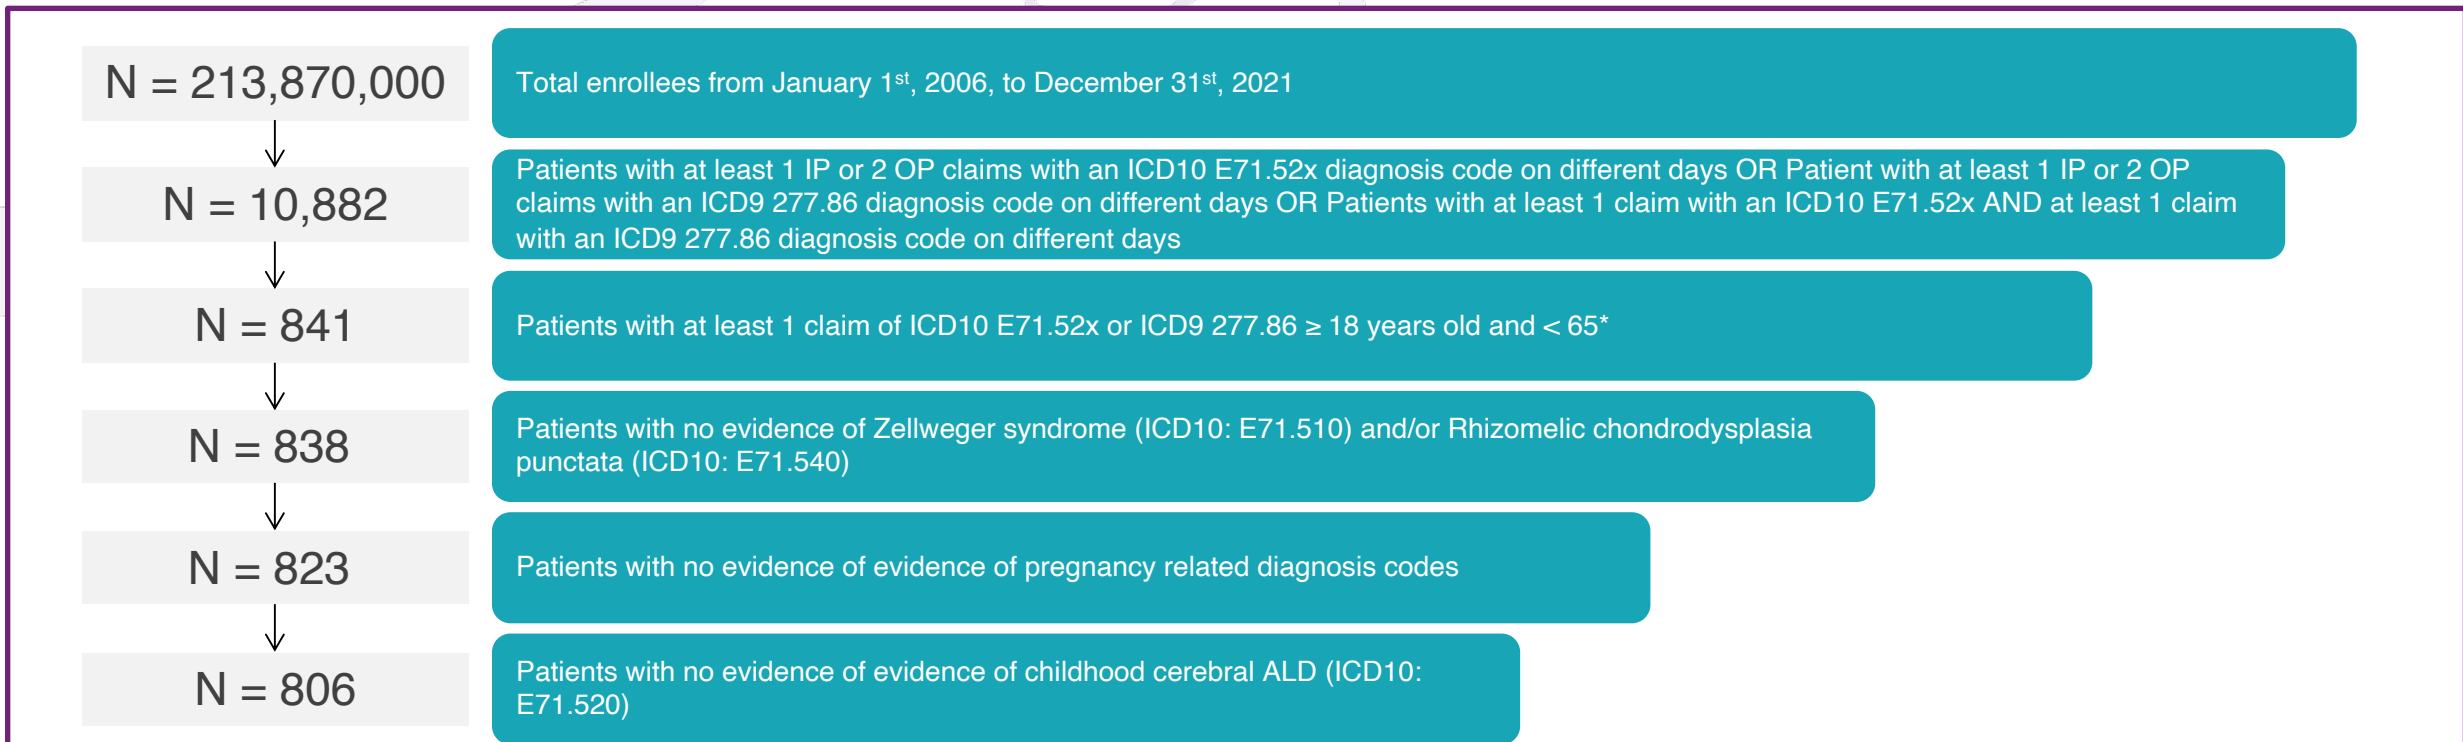 N = 213,870,000
Total enrollees from January 1st, 2006, to December 31st, 2021
N = 10,882
Patients with at least 1 IP or 2 OP claims with an ICD10 E71.52x diagnosis code on different days OR Patient with at least 1 IP or 2 OP
claims with an ICD9 277.86 diagnosis code on different days OR Patients with at least 1 claim with an ICD10 E71.52x AND at least 1 claim
with an ICD9 277.86 diagnosis code on different days
N = 841
Patients with at least 1 claim of ICD10 E71.52x or ICD9 277.86 ≥ 18 years old and < 65*
N = 838
Patients with no evidence of Zellweger syndrome (ICD10: E71.510) and/or Rhizomelic chondrodysplasia
punctata (ICD10: E71.540)
N = 823
Patients with no evidence of evidence of pregnancy related diagnosis codes
N = 806
Patients with no evidence of evidence of childhood cerebral ALD (ICD10:
E71.520)